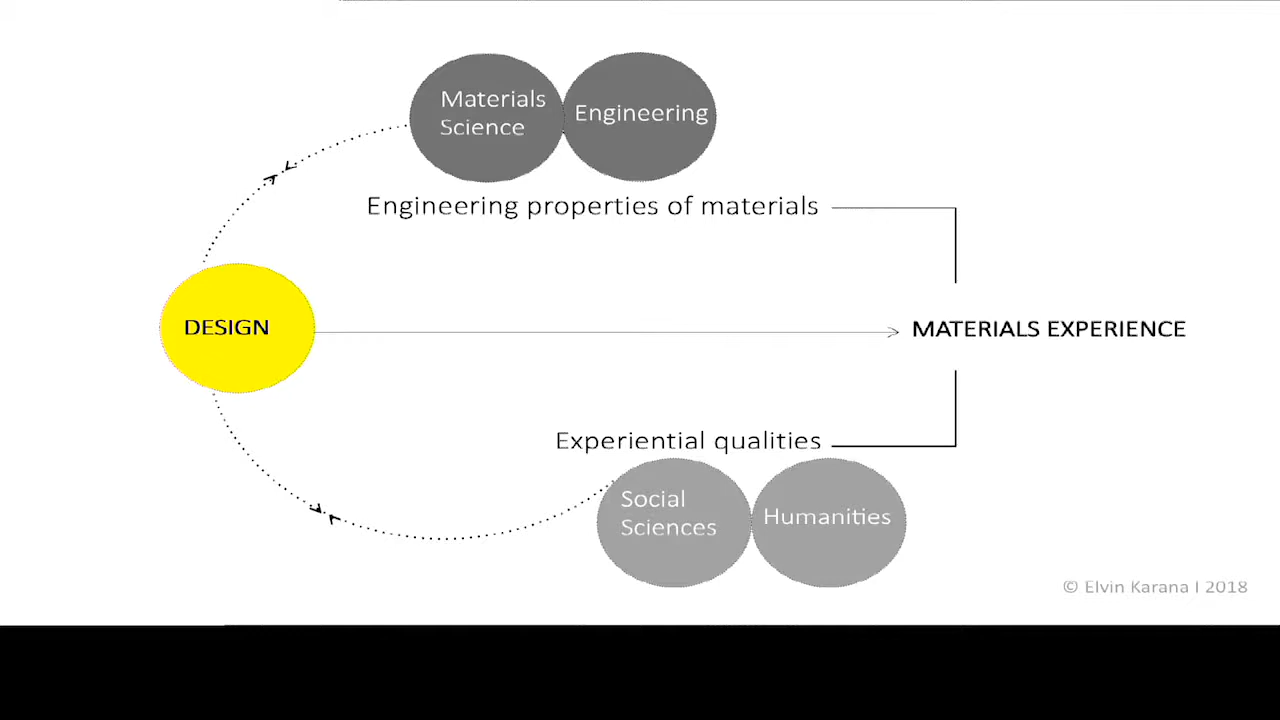 Materials
Science
Engineering
Engineering properties of materials
DESIGN
MATERIALS EXPERIENCE
Experiential qualities
Social
Sciences
Humanities
© Elvin Karana I 2018